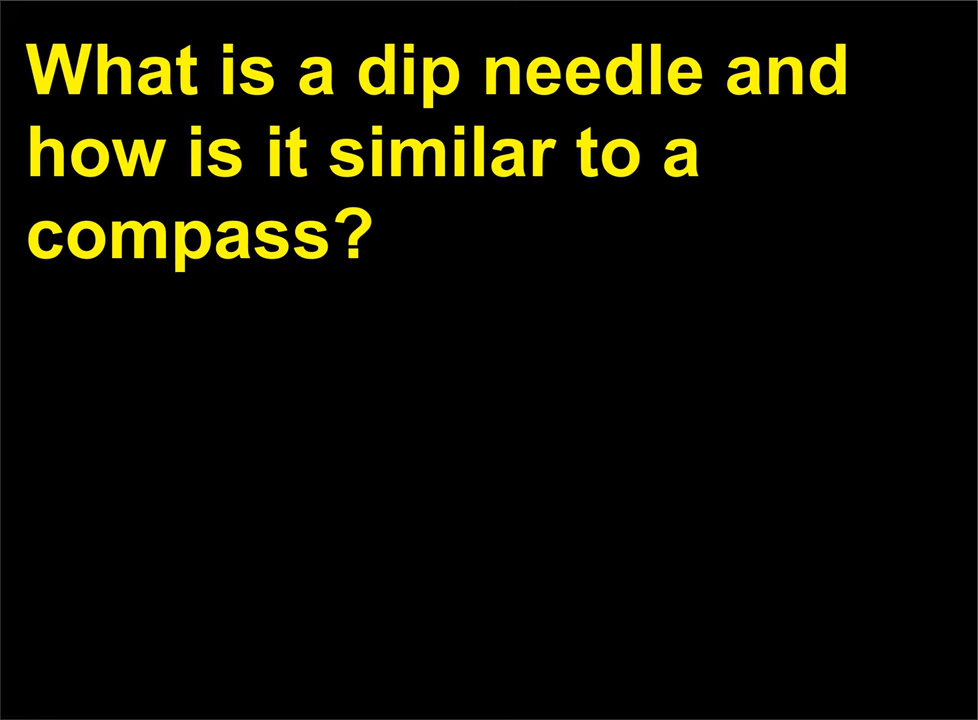 What is a dip needle and
how is it similar to a
compass?